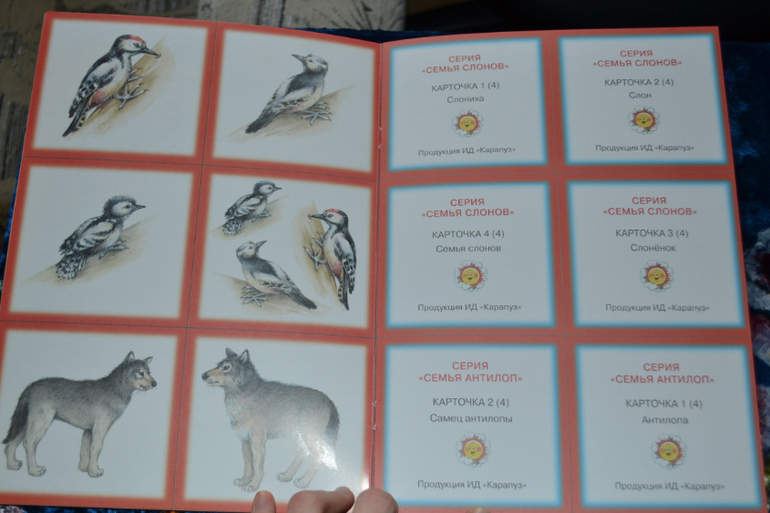 СЕРИЯ
«СЕМЬЯ СЛОНОВ»
КАРТОЧКА 1 (4)
Слониха
Продукция ИД «Карапуз»
СЕРИЯ
«СЕМЬЯ СЛОНОВ»
КАРТОЧКА 2 (4)
Слон
Продукция ИД «Карапуз»
СЕРИЯ
«СЕМЬЯ СЛОНОВ»
КАРТОЧКА 4 (4)
Семья слонов
Продукция ИД «Карапуз»
СЕРИЯ
«СЕМЬЯ СЛОНОВ»
КАРТОЧКА 3 (4)
Слонёнок
Продукция ИД «Карапуз»
СЕРИЯ
«СЕМЬЯ АНТИЛОП»
КАРТОЧКА 2 (4)
Самец антилопы
Продукция ИД «Карапуз»
СЕРИЯ
«СЕМЬЯ АНТИЛОП»
КАРТОЧКА 1 (4)
Антилопа
Продукция ИД «Карапуз»